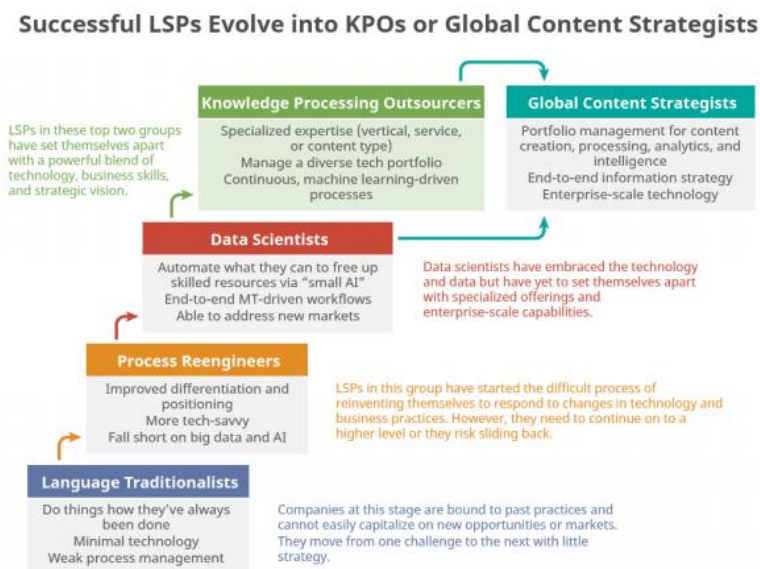 Successful LSPs Evolve into KPOs or Global Content Strategists
Knowledge Processing Outsourcers
Specialized expertise (vertical, service,
or content type)
Manage a diverse tech portfolio
Continuous, machine learning-driven
processes
Global Content Strategists
Portfolio management for content
creation, processing, analytics, and
intelligence
End-to-end information strategy
Enterprise-scale technology
LSPs in these top two groups
have set themselves apart
with a powerful blend of
technology, business skills,
and strategic vision.
Data Scientists
Automate what they can to free up
skilled resources via “small AI”
End-to-end MT-driven workflows
Able to address new markets
Data scientists have embraced the technology
and data but have yet to set themselves apart
with specialized offerings and
enterprise-scale capabilities.
Process Reengineers
Improved differentiation and
positioning
More tech-savvy
Fall short on big data and AI
LSPs in this group have started the difficult process of
reinventing themselves to respond to changes in technology and
business practices. However, they need to continue on to a
higher level or they risk sliding back.
Language Traditionalists
Do things how they’ve always
been done
Minimal technology
Weak process management
Companies at this stage are bound to past practices and
cannot easily capitalize on new opportunities or markets.
They move from one challenge to the next with little
strategy.